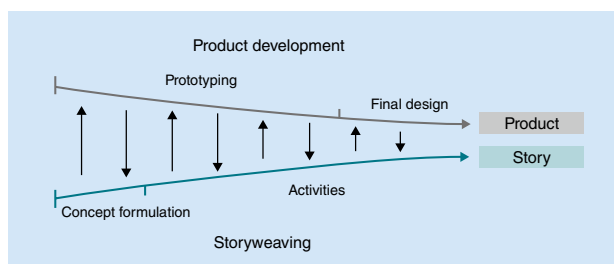 Product development
Prototyping
Final design
Product
Story
Activities
Concept formulation
Storyweaving